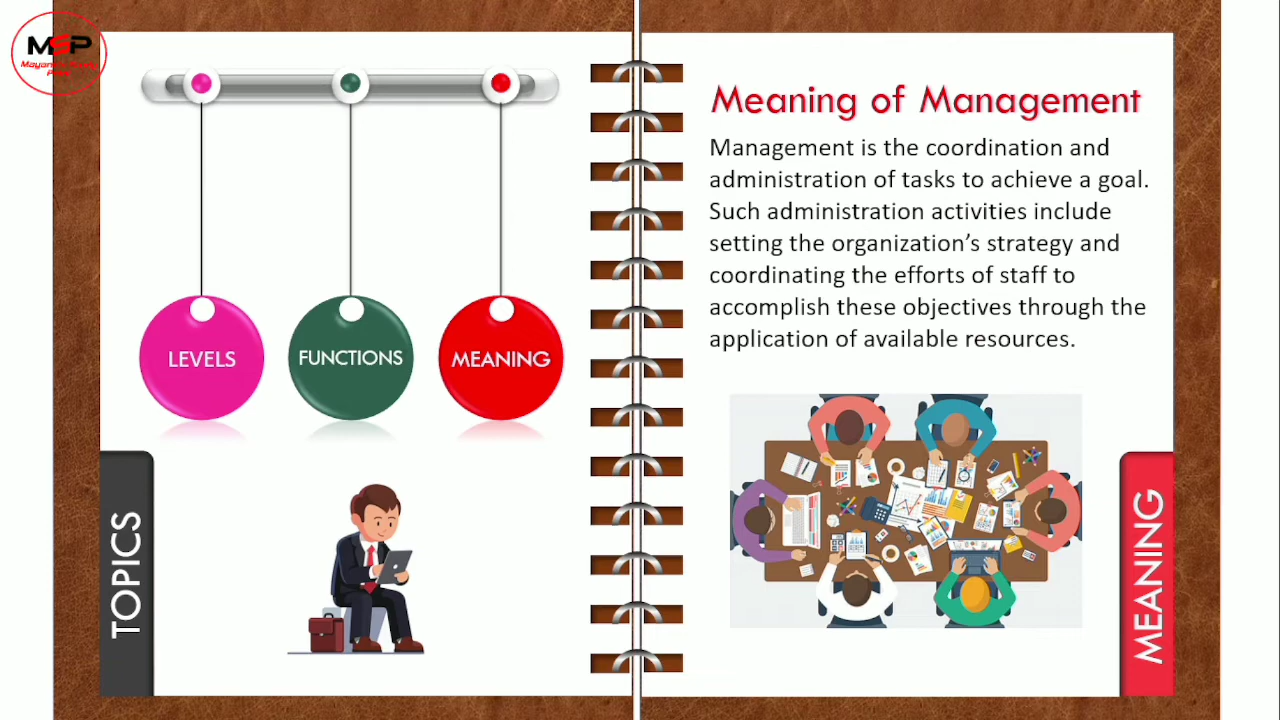 MSP
LEVELS
FUNCTIONS
MEANING
TOPICS
Meaning of Management
Management is the coordination and
administration of tasks to achieve a goal.
Such administration activities include
setting the organization’s strategy and
coordinating the efforts of staff to
accomplish these objectives through the
application of available resources.
MEANING